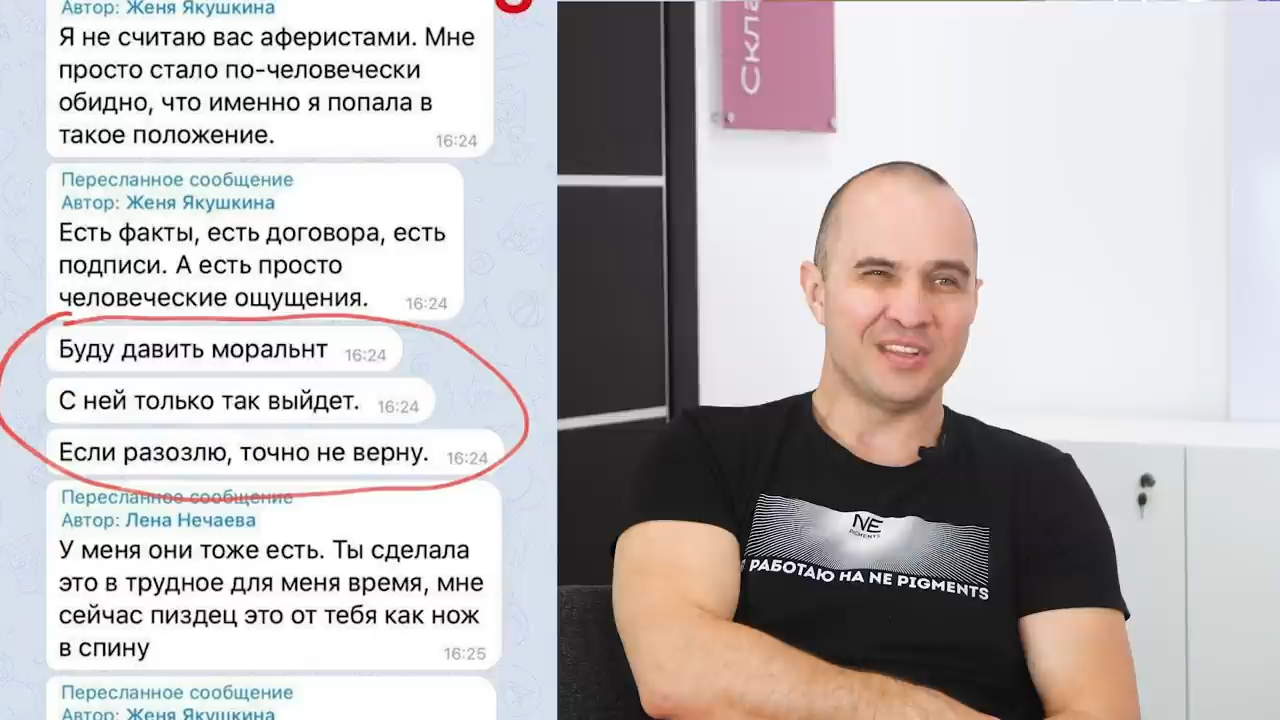 Автор: Женя Якушкина
Я не считаю вас аферистами. Мне
просто стало по-человечески
обидно, что именно я попала в
такое положение.
16:24
Пересланное сообщение
Автор: Женя Якушкина
Есть факты, есть договора, есть
подписи. А есть просто
человеческие ощущения.
16:24
Буду давить моральнт
16:24
С ней только так выйдет.
16:24
Если разозлю, точно не верну.
16:24
Пересланное сообщение
Автор: Лена Нечаева
У меня они тоже есть. Ты сделала
это в трудное для меня время, мне
сейчас пиздец это от тебя как нож
в спину
16:25
Пересланное сообщение
Автор: Женя Якушкина
NE
PIGMENTS
РАБОТАЮ НА NE PIGMENTS